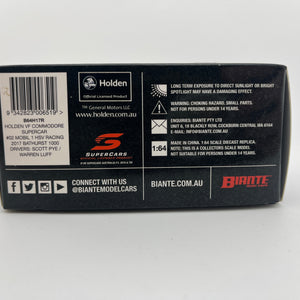 9 342823 006519 >
B64H17R
HOLDEN VF COMMODORE
SUPERCAR
#02 MOBIL 1 HSV RACING
2017 BATHURST 1000
DRIVERS: SCOTT PYE /
WARREN LUFF
Holden
Official Licensed Product
™ General Motors LLC
www.holden.com.au
SUPERCARS
LONG TERM EXPOSURE TO DIRECT SUNLIGHT OR BRIGHT
SPOTLIGHT MAY HAVE A DAMAGING EFFECT.
WARNING: CHOKING HAZARD. SMALL PARTS.
NOT FOR PERSONS UNDER 14 YEARS.
ENQUIRIES: BIANTE PTY LTD
UNIT 6, 16 BLACKLY ROW, COCKBURN CENTRAL WA 6164
EMAIL US AT BIANTE.COM.AU
1:64
MADE IN CHINA. 1:64 SCALE DIECAST REPLICA.
NOTE: THIS IS A COLLECTORS SCALE MODEL.
NOT SUITABLE FOR PERSONS UNDER 14 YEARS.
CONNECT WITH US
@BIANTEMODELCARS
BIANTE.COM.AU
BIANTE